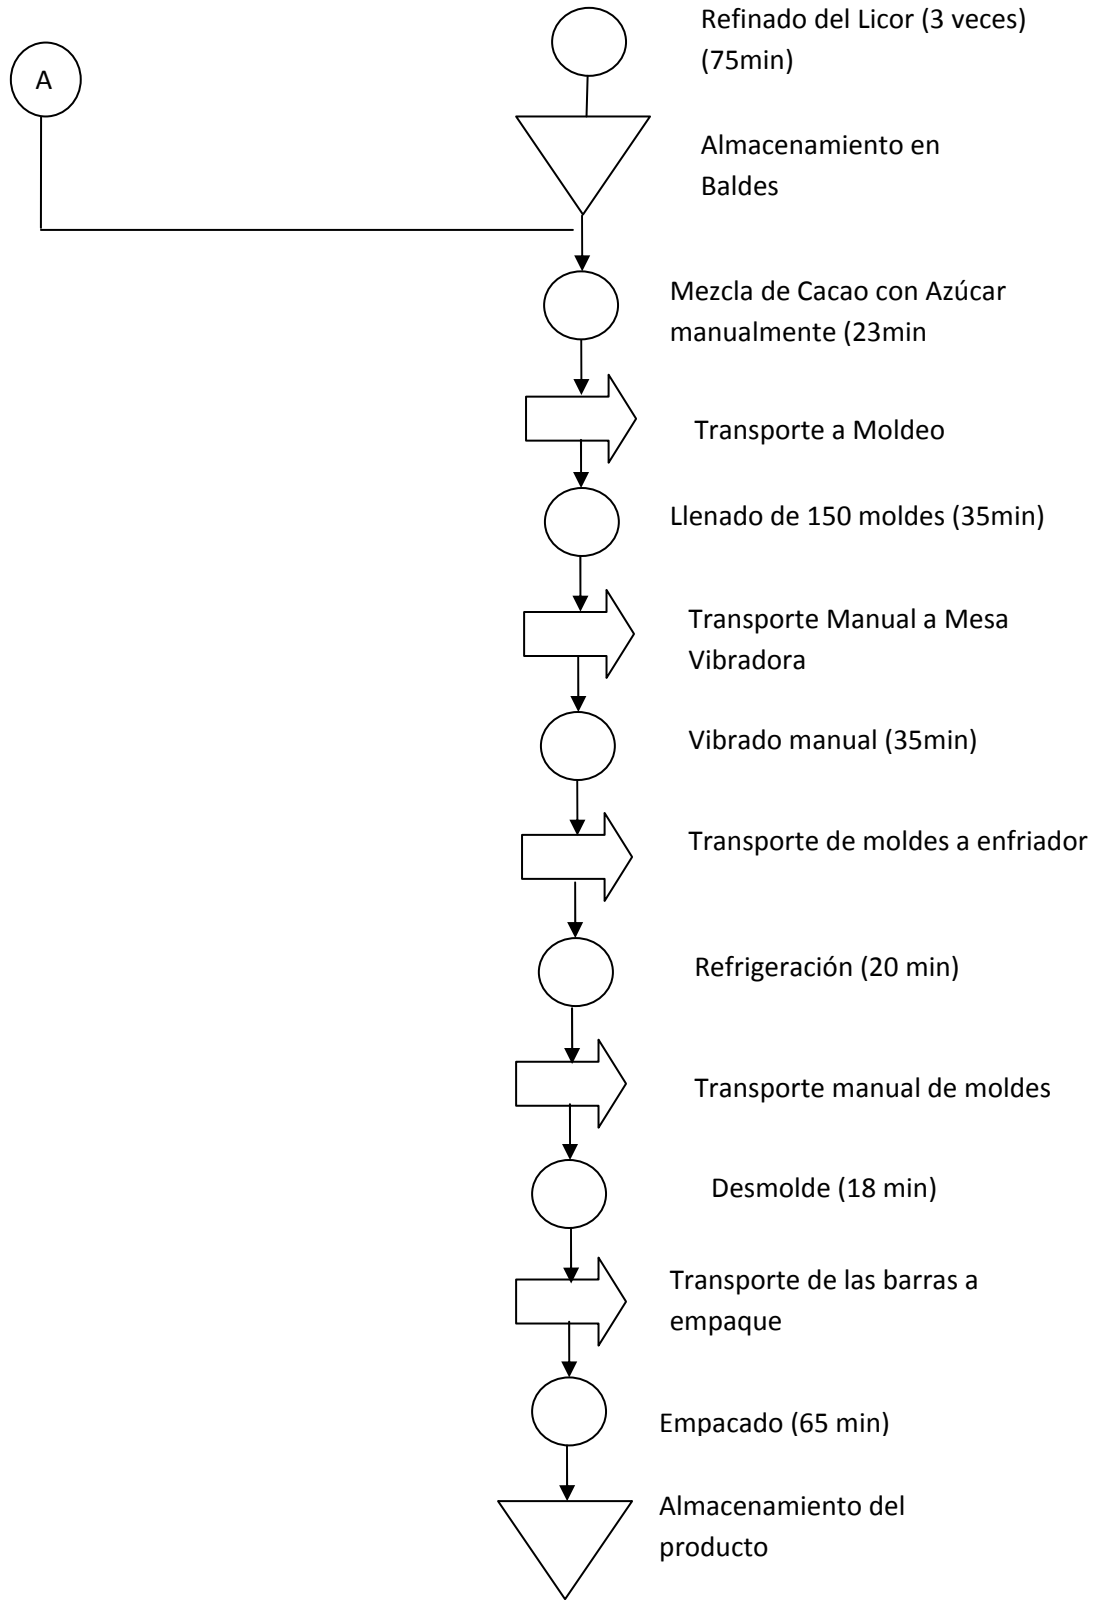 Refinado del Licor (3 veces)
(75min)
A
Almacenamiento en
Baldes
Mezcla de Cacao con Azúcar
manualmente (23min
Transporte a Moldeo
Llenado de 150 moldes (35min)
Transporte Manual a Mesa
Vibradora
Vibrado manual (35min)
Transporte de moldes a enfriador
Refrigeración (20 min)
Transporte manual de moldes
Desmolde (18 min)
Transporte de las barras a
empaque
Empacado (65 min)
Almacenamiento del
producto